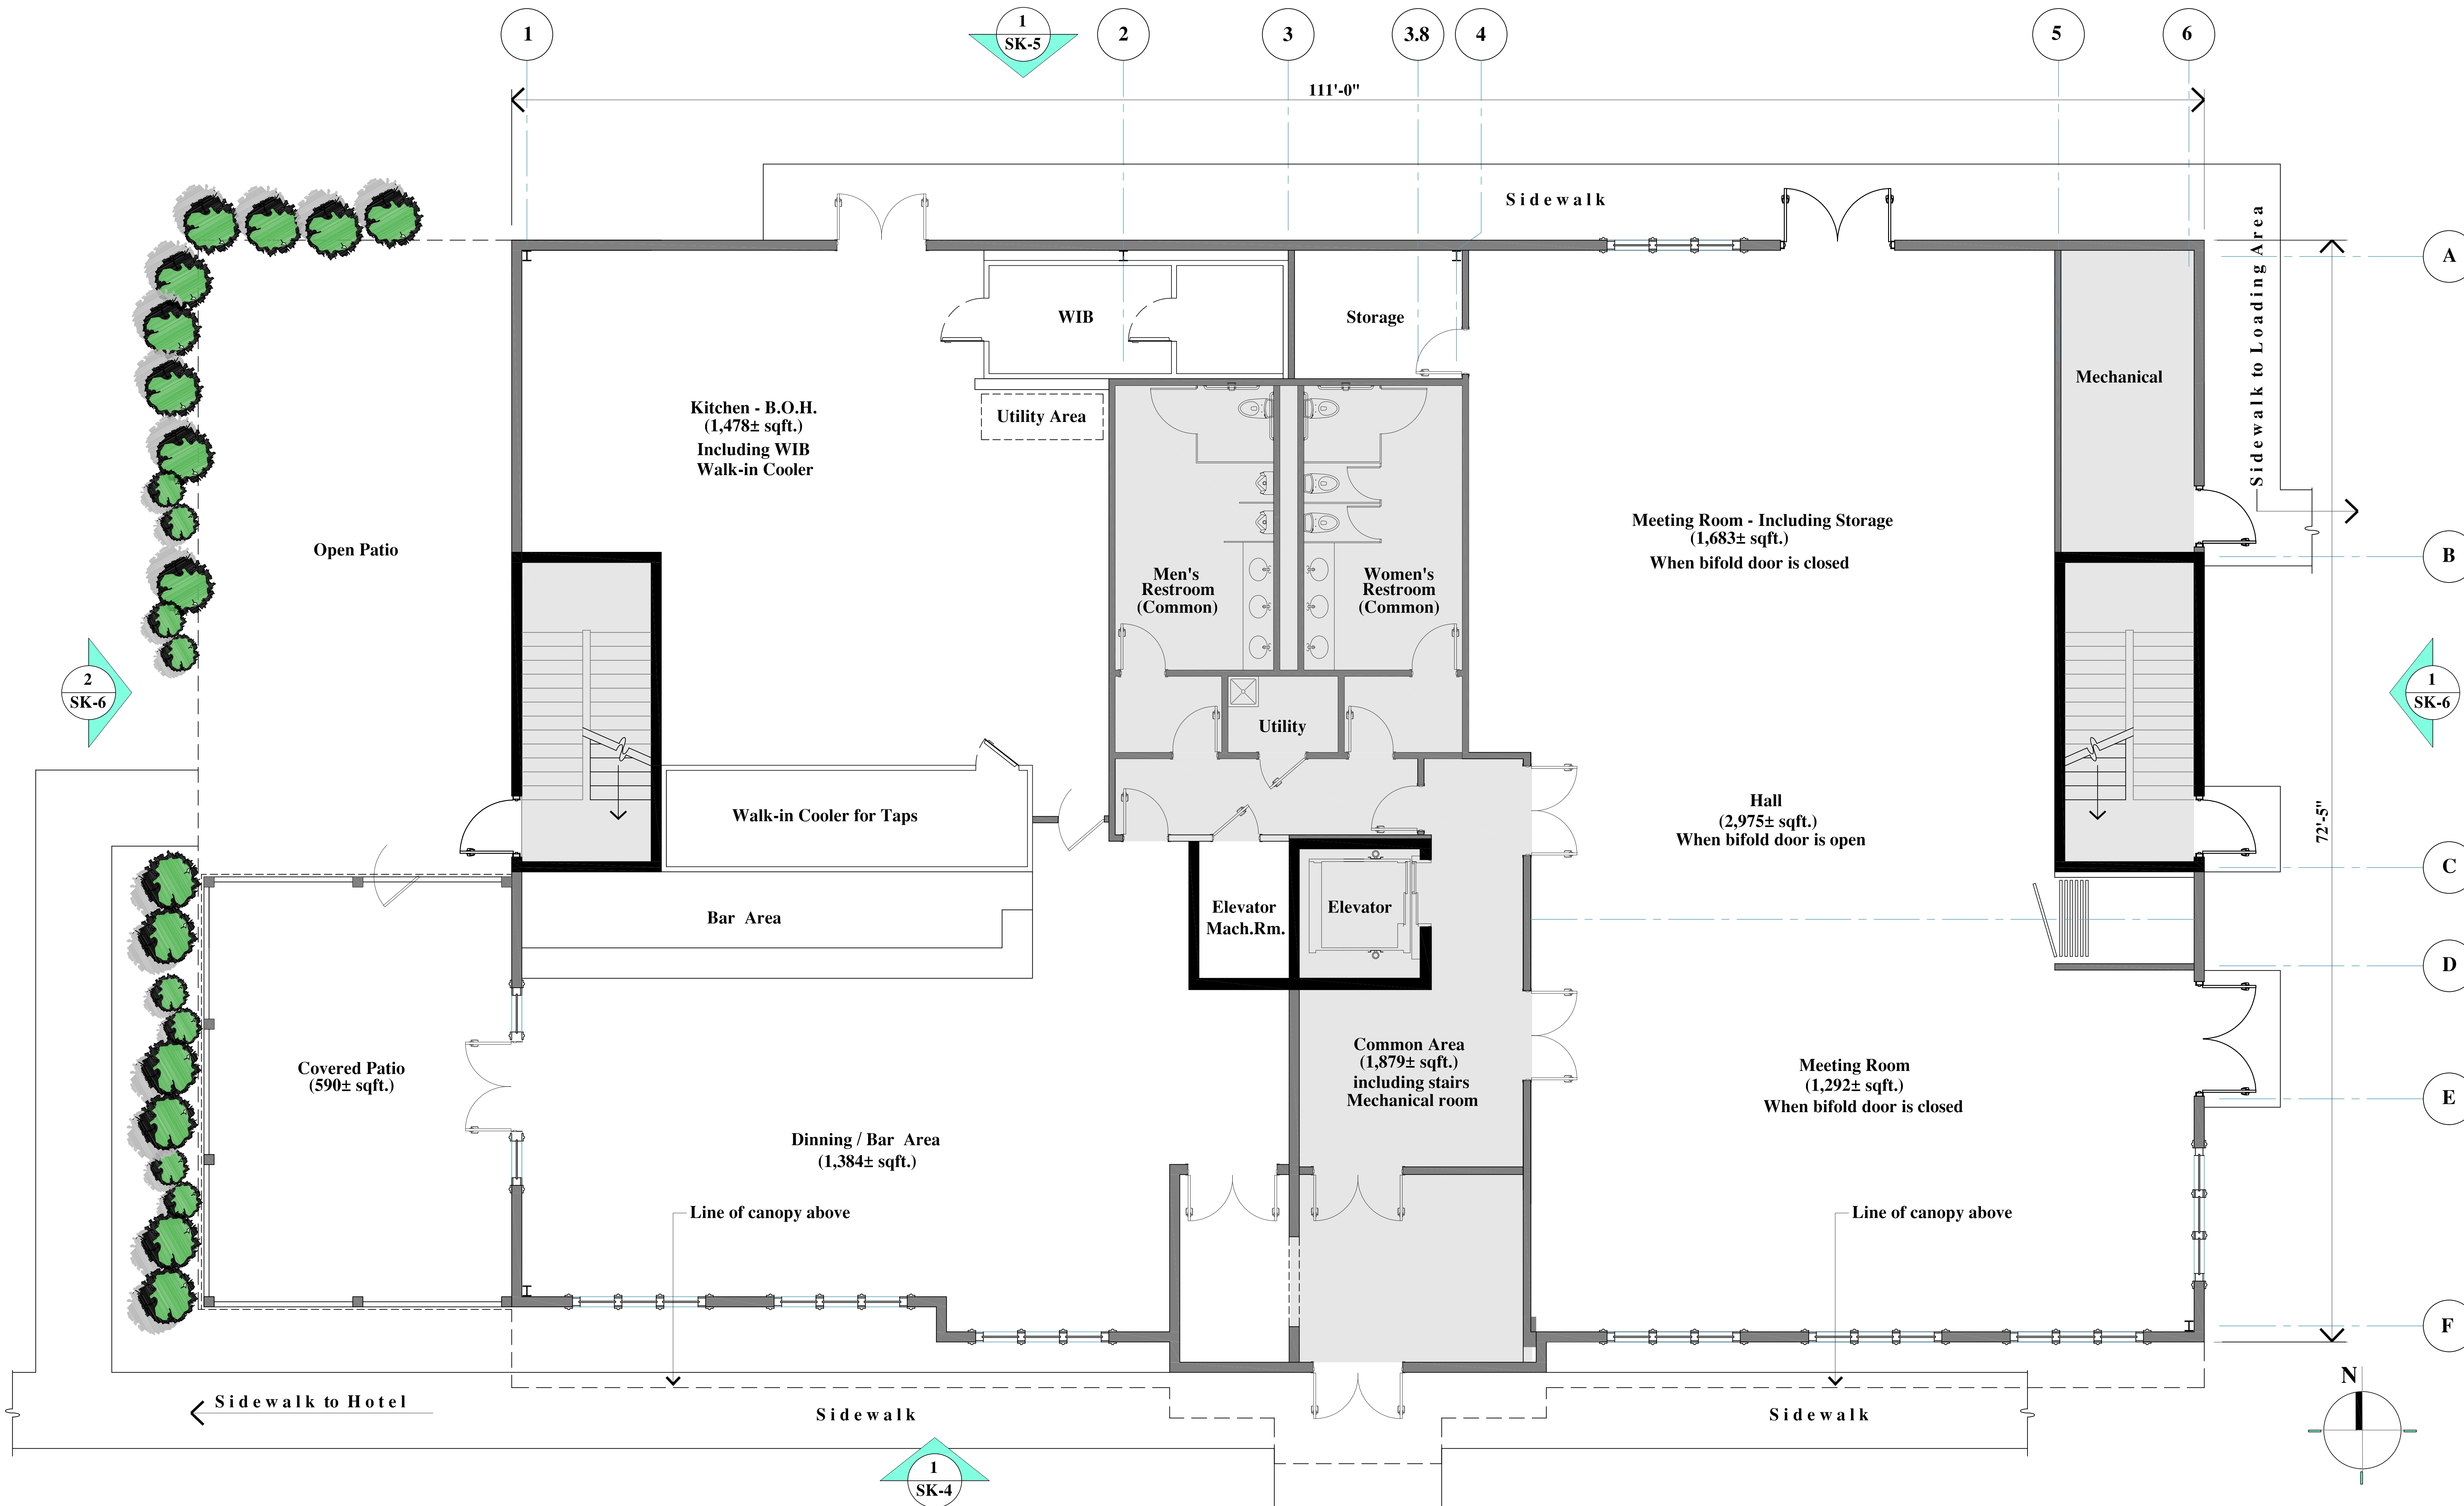 1
1
SK-5
2
3
3.8
4
5
6
111'-0"
Sidewalk
Sidewalk to Loading Area
A
WIB
Storage
Mechanical
Kitchen - B.O.H.
(1,478± sqft.)
Including WIB
Walk-in Cooler
Utility Area
Open Patio
Meeting Room - Including Storage
(1,683± sqft.)
When bifold door is closed
B
Men's
Restroom
(Common)
Women's
Restroom
(Common)
2
SK-6
1
SK-6
Utility
Walk-in Cooler for Taps
Hall
(2,975± sqft.)
When bifold door is open
72'-5"
C
Bar Area
Elevator
Mach.Rm.
Elevator
D
Covered Patio
(590± sqft.)
Common Area
(1,879± sqft.)
including stairs
Mechanical room
Meeting Room
(1,292± sqft.)
When bifold door is closed
E
Dinning / Bar Area
(1,384± sqft.)
Line of canopy above
Line of canopy above
F
N
Sidewalk to Hotel
Sidewalk
Sidewalk
1
SK-4